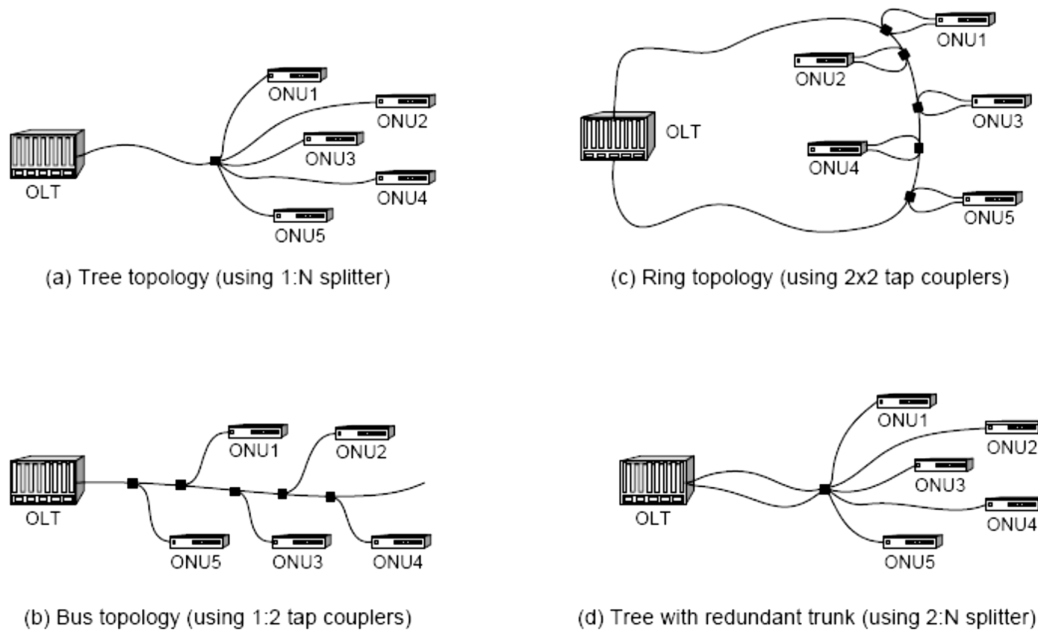 ONU1
ONU2
ONU3
ONU4
ONU5
OLT
(a) Tree topology (using 1:N splitter)
ONU1
ONU2
ONU3
OLT
ONU4
ONU5
(c) Ring topology (using 2x2 tap couplers)
ONU1
ONU2
OLT
ONU5
ONU3
ONU4
(b) Bus topology (using 1:2 tap couplers)
ONU1
ONU2
ONU3
OLT
ONU4
ONU5
(d) Tree with redundant trunk (using 2:N splitter)